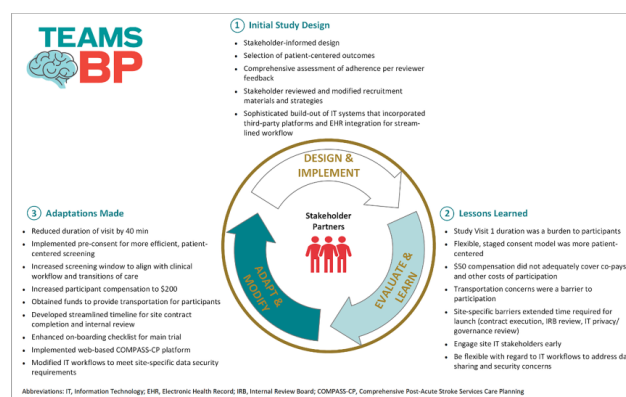 TEAMS
BP
1 Initial Study Design
• Stakeholder-informed design
• Selection of patient-centered outcomes
• Comprehensive assessment of adherence per reviewer
feedback
• Stakeholder reviewed and modified recruitment
materials and strategies
• Sophisticated build-out of IT systems that incorporated
third-party platforms and EHR integration for stream-
lined workflow
DESIGN &
IMPLEMENT
Stakeholder
Partners
EVALUATE &
LEARN
ADAPT &
MODIFY
3 Adaptations Made
• Reduced duration of visit by 40 min
• Implemented pre-consent for more efficient, patient-
centered screening
• Increased screening window to align with clinical
workflow and transitions of care
• Increased participant compensation to $200
• Obtained funds to provide transportation for participants
• Developed streamlined timeline for site contract
completion and internal review
• Enhanced on-boarding checklist for main trial
• Implemented web-based COMPASS-CP platform
• Modified IT workflows to meet site-specific data security
requirements
2 Lessons Learned
• Study Visit 1 duration was a burden to participants
• Flexible, staged consent model was more patient-
centered
• $50 compensation did not adequately cover co-pays
and other costs of participation
• Transportation concerns were a barrier to
participation
• Site-specific barriers extended time required for
launch (contract execution, IRB review, IT privacy/
governance review)
• Engage site IT stakeholders early
• Be flexible with regard to IT workflows to address da
sharing and security concerns
Abbreviations: IT, Information Technology; EHR, Electronic Health Record; IRB, Internal Review Board; COMPASS-CP, Comprehensive Post-Acute Stroke Services Care Planning